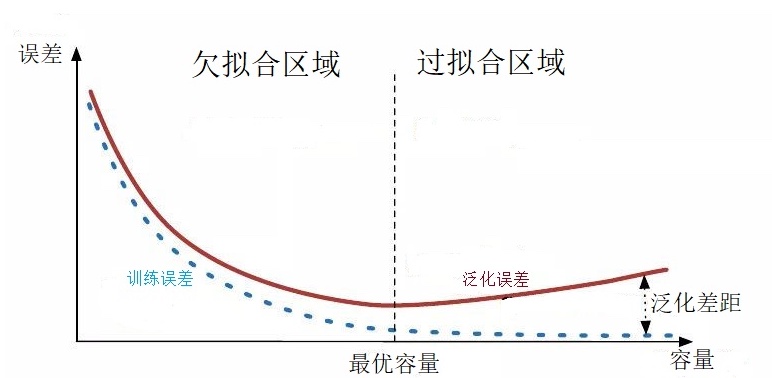 误差
欠拟合区域
过拟合区域
训练误差
泛化误差
泛化差距
最优容量
容量